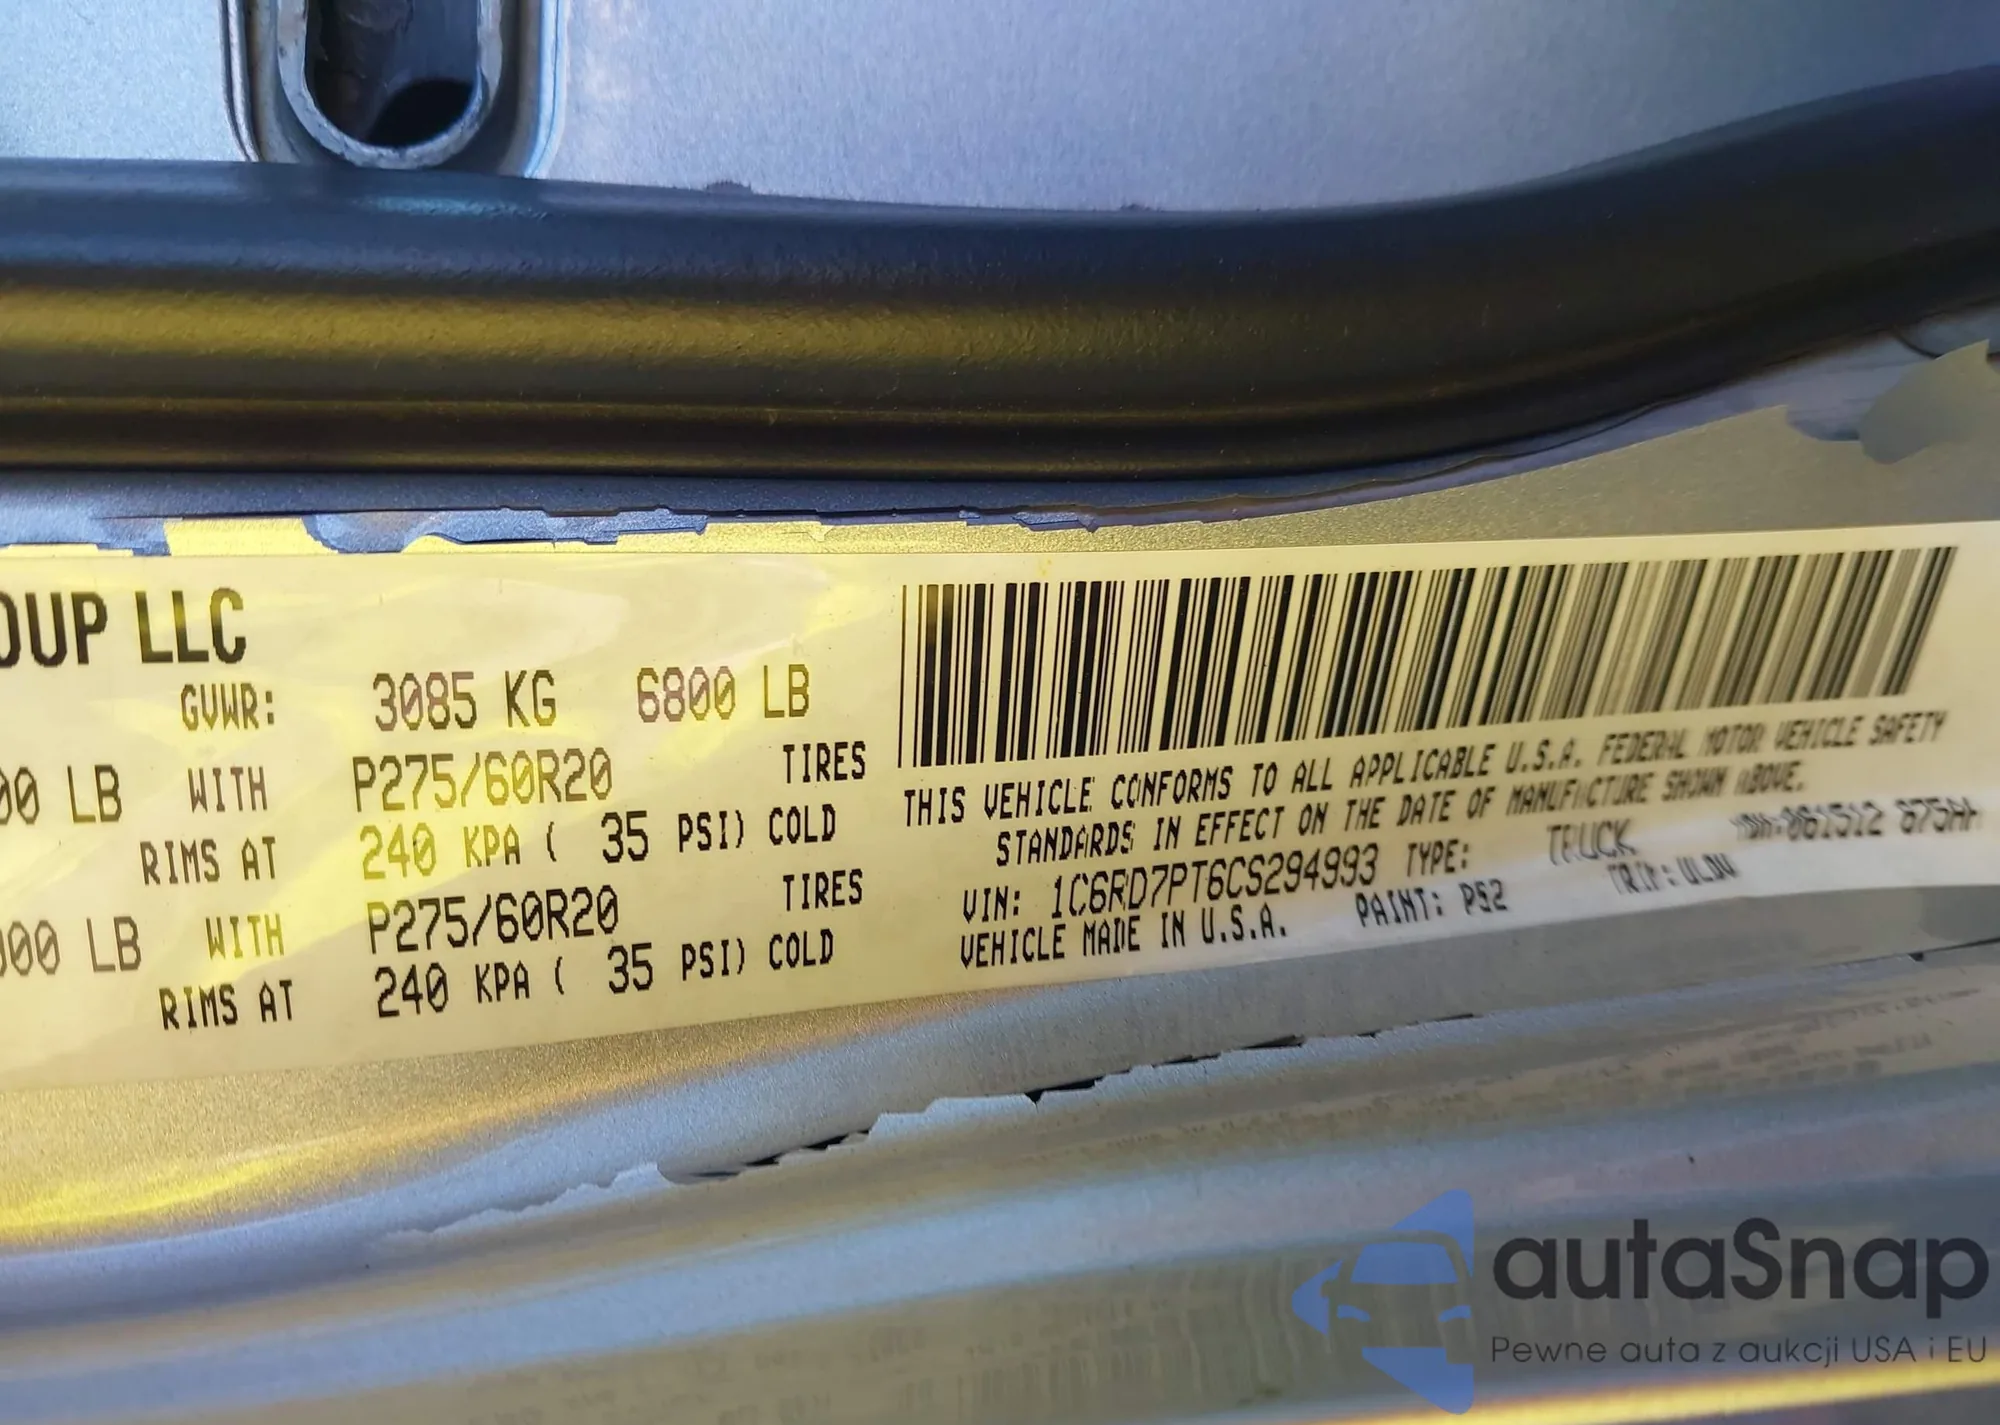 OUP LLC
GVWR: 3085 KG 6800 LB
00 LB WITH P275/60R20 TIRES
RIMS AT 240 KPA ( 35 PSI) COLD
000 LB WITH P275/60R20 TIRES
RIMS AT 240 KPA ( 35 PSI) COLD
THIS VEHICLE CONFORMS TO ALL APPLICABLE U.S.A. FEDERAL MOTOR VEHICLE SAFETY
STANDARDS IN EFFECT ON THE DATE OF MANUFACTURE SHOWN ABOVE.
VIN: 1C6RD7PT6CS294993 TYPE: TRUCK
VEHICLE MADE IN U.S.A. PAINT: PS2 TRIM:
autaSnap
Pewne auta z aukcji USA i EU